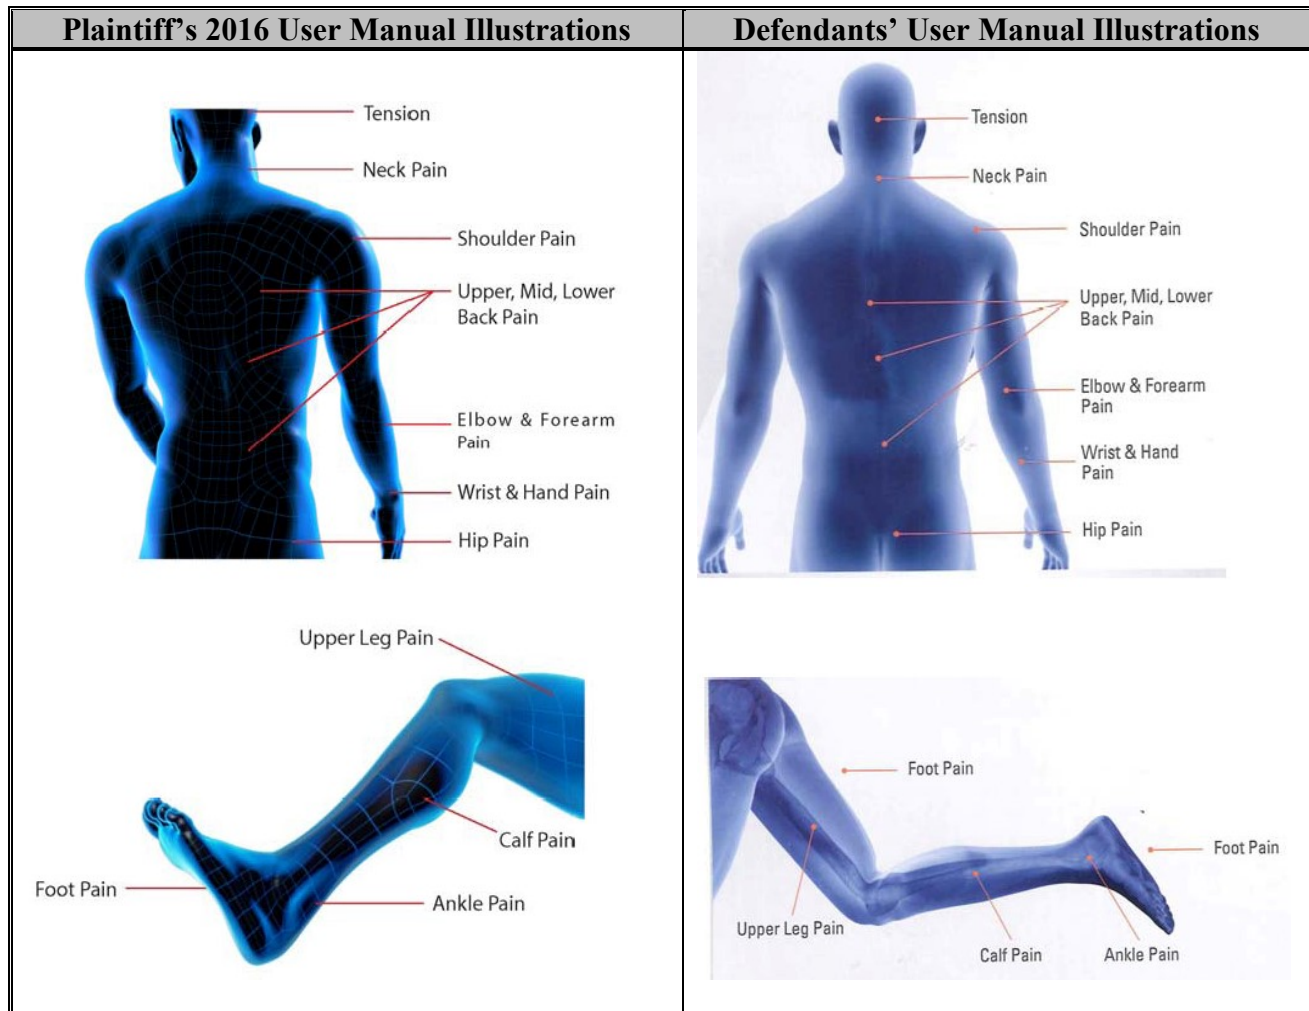 Plaintiff’s 2016 User Manual Illustrations
Tension
Neck Pain
Shoulder Pain
Upper, Mid, Lower
Back Pain
Elbow & Forearm
Pain
Wrist & Hand Pain
Hip Pain
Upper Leg Pain
Calf Pain
Foot Pain
Ankle Pain
Defendants’ User Manual Illustrations
Tension
Neck Pain
Shoulder Pain
Upper, Mid, Lower
Back Pain
Elbow & Forearm
Pain
Wrist & Hand
Pain
Hip Pain
Foot Pain
Foot Pain
Upper Leg Pain
Calf Pain
Ankle Pain